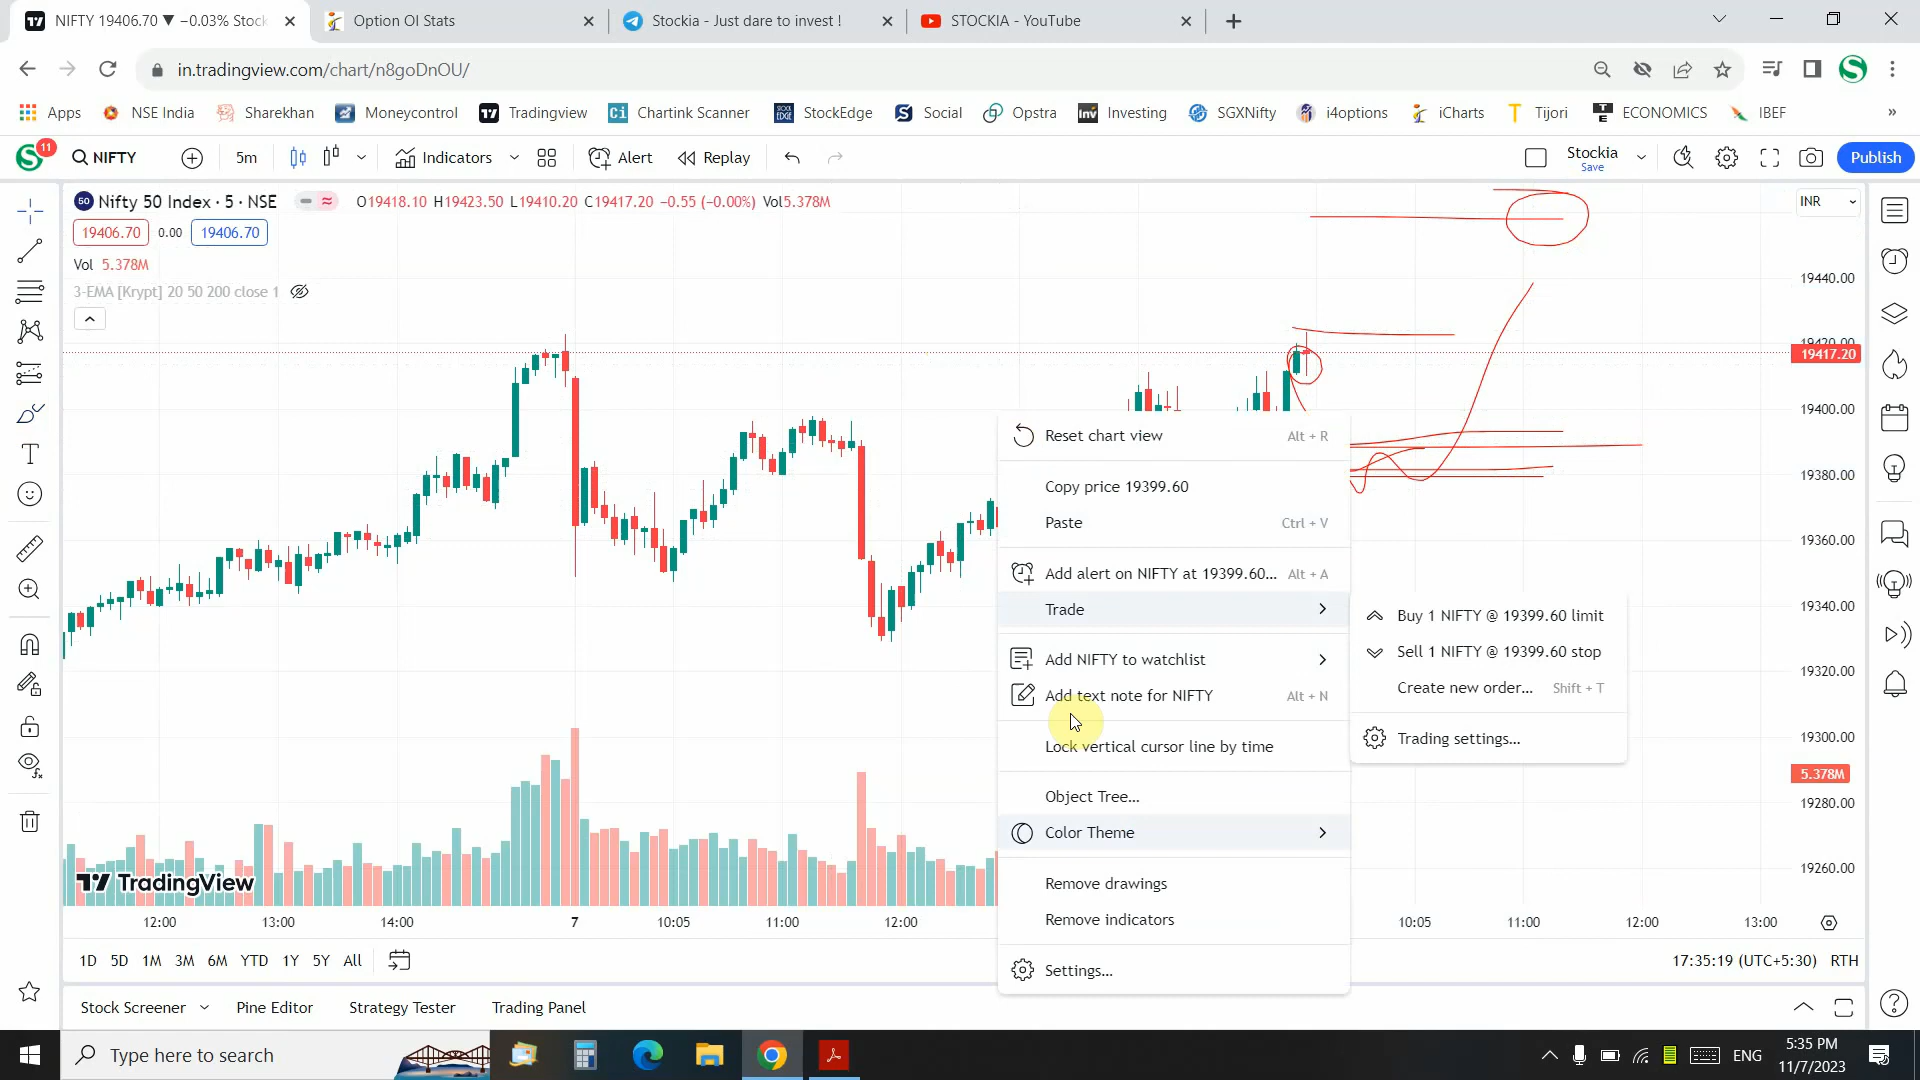 NIFTY 19406.70 ▼ −0.03% Stock
Option OI Stats
Stockia - Just dare to invest !
STOCKIA - YouTube
in.tradingview.com/chart/n8goDnOU/
Apps
NSE India
Sharekhan
Moneycontrol
Tradingview
Chartink Scanner
StockEdge
Social
Opstra
Investing
SGXNifty
i4options
iCharts
Tijori
ECONOMICS
IBEF
11
NIFTY
5m
Indicators
Alert
Replay
Stockia
Save
Publish
50 Nifty 50 Index · 5 · NSE
O19418.10 H19423.50 L19410.20 C19417.20 −0.55 (−0.00%) Vol5.378M
INR
19406.70
0.00
19406.70
Vol 5.378M
3-EMA [Krypt] 20 50 200 close 1
19440.00
19420.00
19417.20
19400.00
19380.00
19360.00
19340.00
19320.00
19300.00
5.378M
19280.00
19260.00
Reset chart view Alt + R
Copy price 19399.60
Paste Ctrl + V
Add alert on NIFTY at 19399.60... Alt + A
Trade
Add NIFTY to watchlist
Add text note for NIFTY Alt + N
Lock vertical cursor line by time
Object Tree...
Color Theme
Remove drawings
Remove indicators
Settings...
Buy 1 NIFTY @ 19399.60 limit
Sell 1 NIFTY @ 19399.60 stop
Create new order... Shift + T
Trading settings...
TradingView
12:00
13:00
14:00
7
10:05
11:00
12:00
10:05
11:00
12:00
13:00
1D 5D 1M 3M 6M YTD 1Y 5Y All
17:35:19 (UTC+5:30) RTH
Stock Screener
Pine Editor
Strategy Tester
Trading Panel
Type here to search
ENG
5:35 PM
11/7/2023